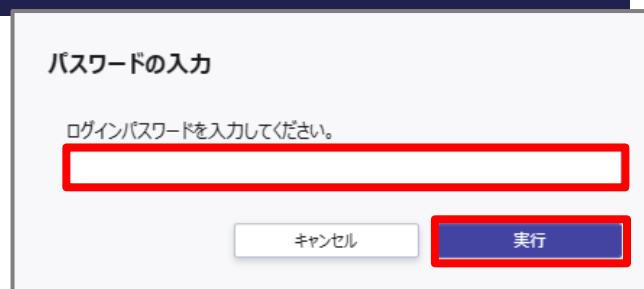 パスワードの入力
ログインパスワードを入力してください。
キャンセル
実行